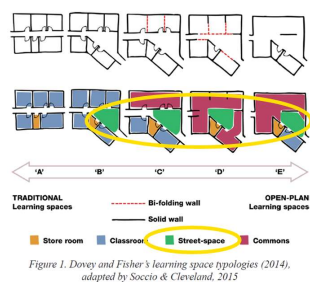 'A' 'B' 'C' 'D' 'E'
TRADITIONAL
Learning spaces
Bi-folding wall
Solid wall
OPEN-PLAN
Learning spaces
Store room Classroom Street-space Commons
Figure 1. Dovey and Fisher's learning space typologies (2014),
adapted by Soccio & Cleveland, 2015